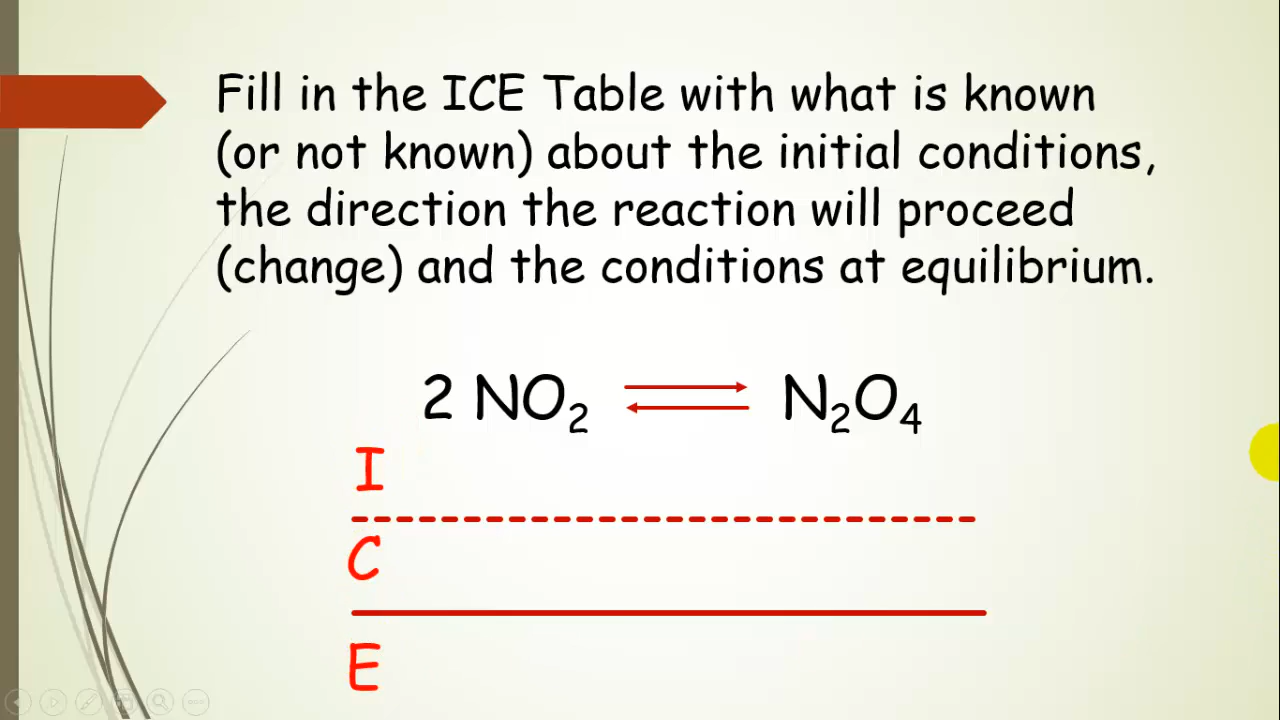 Fill in the ICE Table with what is known
(or not known) about the initial conditions,
the direction the reaction will proceed
(change) and the conditions at equilibrium.
2 NO₂ ⇄ N₂O₄
I
C
E